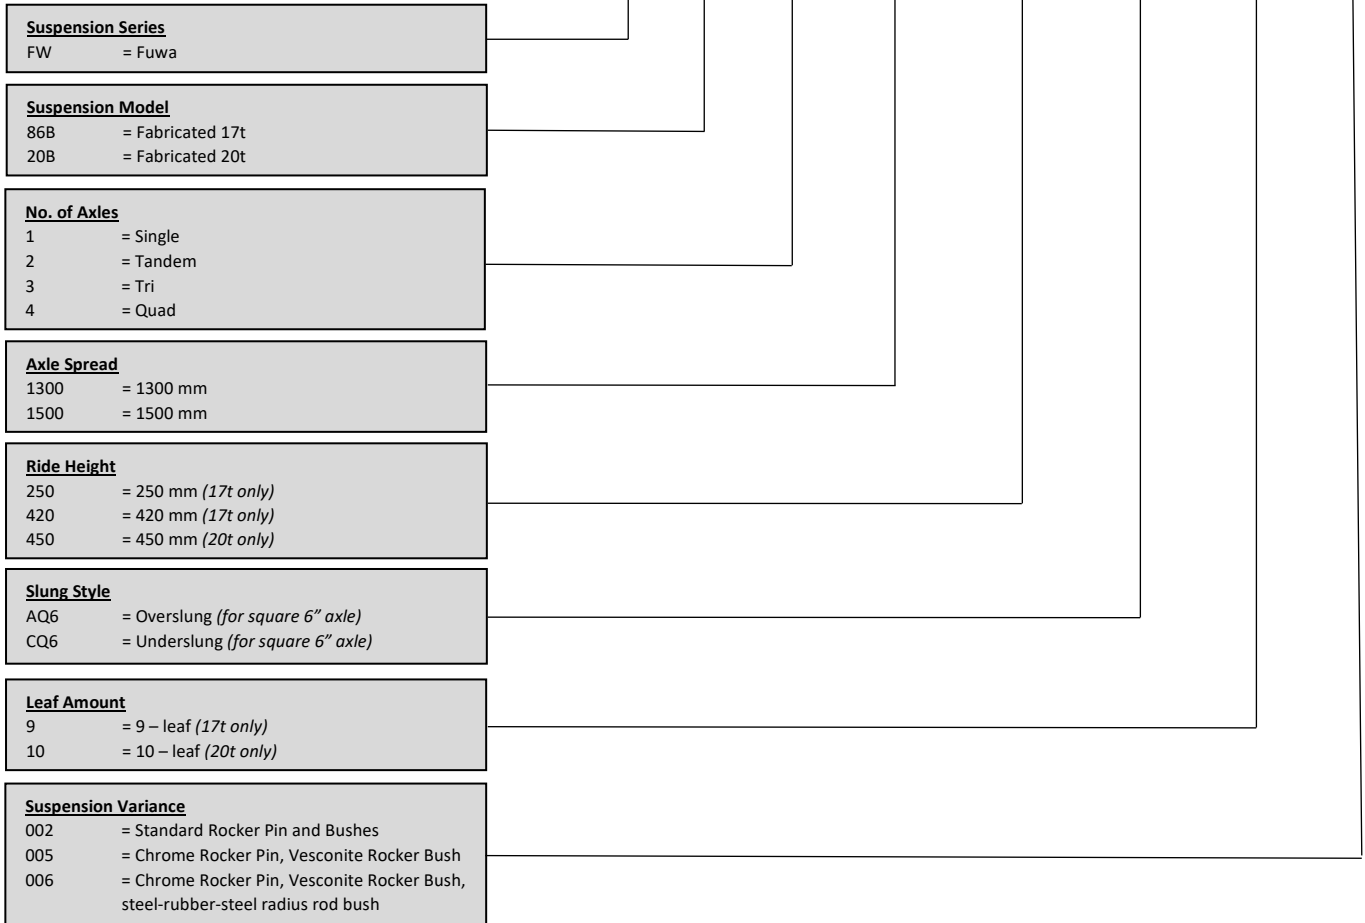 Suspension Series
FW = Fuwa
Suspension Model
86B = Fabricated 17t
20B = Fabricated 20t
No. of Axles
1 = Single
2 = Tandem
3 = Tri
4 = Quad
Axle Spread
1300 = 1300 mm
1500 = 1500 mm
Ride Height
250 = 250 mm (17t only)
420 = 420 mm (17t only)
450 = 450 mm (20t only)
Slung Style
AQ6 = Overslung (for square 6” axle)
CQ6 = Underslung (for square 6” axle)
Leaf Amount
9 = 9 – leaf (17t only)
10 = 10 – leaf (20t only)
Suspension Variance
002 = Standard Rocker Pin and Bushes
005 = Chrome Rocker Pin, Vesconite Rocker Bush
006 = Chrome Rocker Pin, Vesconite Rocker Bush,
steel-rubber-steel radius rod bush